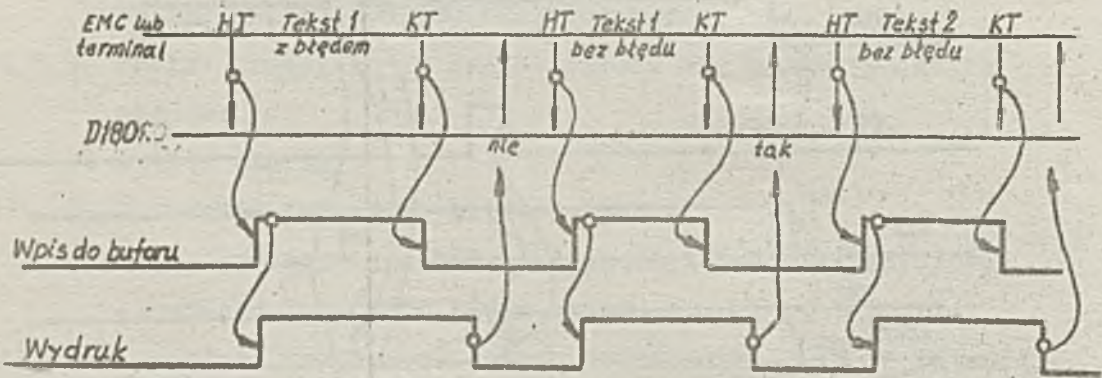 EMC lub HT Tekst 1 KT HT Tekst 1 KT HT Tekst 2 KT
terminal z błędem bez błędu bez błędu
nie tak
Wpis do buforu
Wydruk